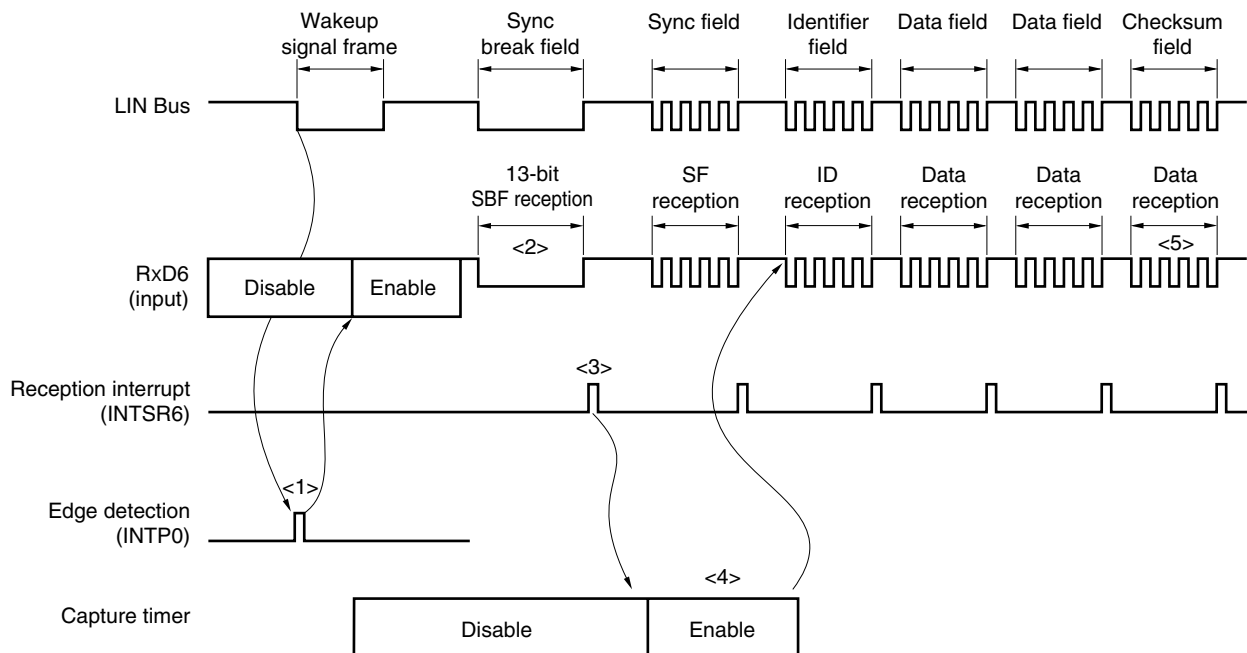 Wakeup
signal frame
Sync
break field
Sync field
Identifier
field
Data field
Data field
Checksum
field
LIN Bus
13-bit
SBF reception
SF
reception
ID
reception
Data
reception
Data
reception
Data
reception
<2>
<5>
RxD6
(input)
Disable
Enable
Reception interrupt
(INTSR6)
<3>
Edge detection
(INTP0)
<1>
Capture timer
Disable
Enable
<4>